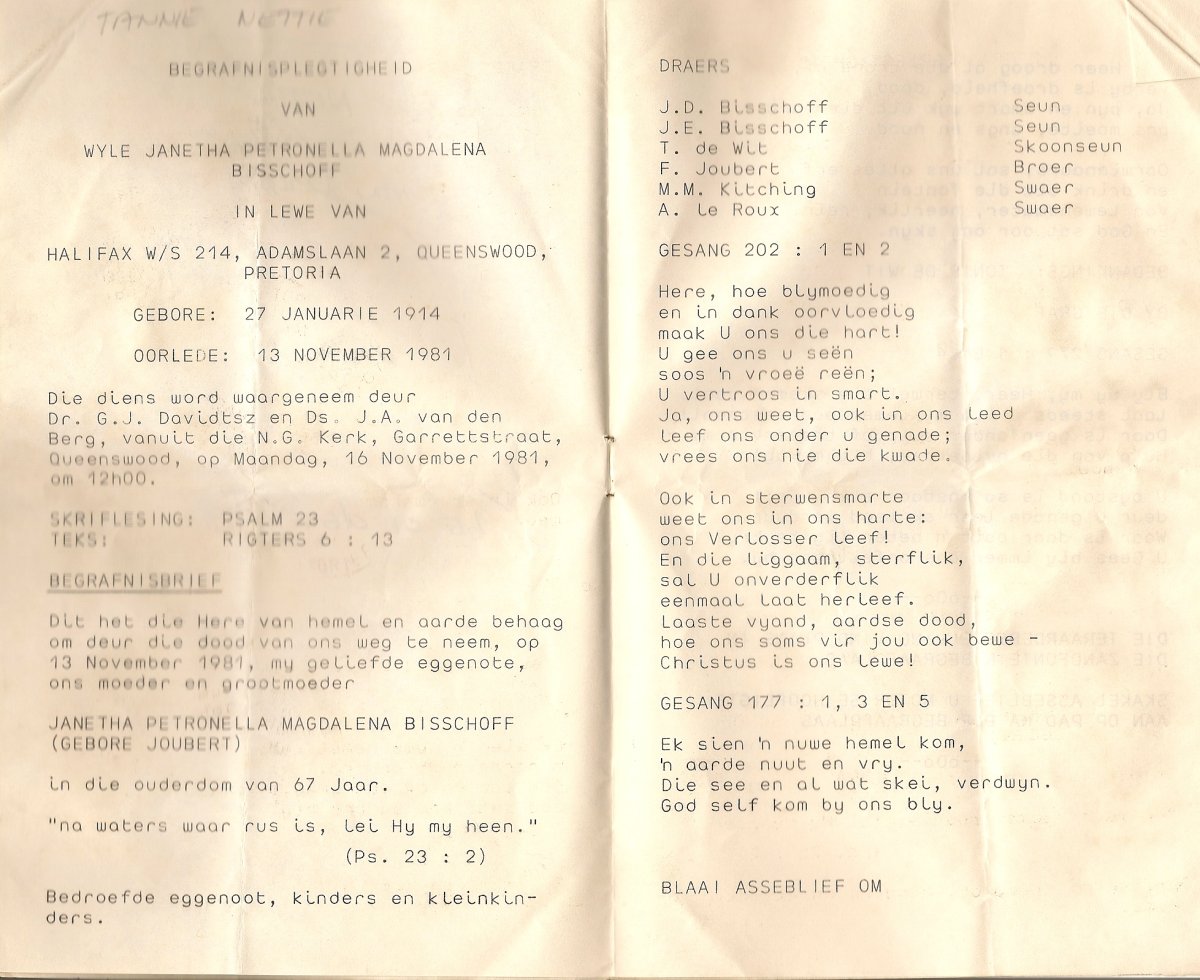 TANNIE NETTIE
BEGRAFNISPLEGTIGHEID
VAN
WYLE JANETHA PETRONELLA MAGDALENA
BISSCHOFF
IN LEWE VAN
HALIFAX W/S 214, ADAMSLAAN 2, QUEENSWOOD,
PRETORIA
GEBORE: 27 JANUARIE 1914
OORLEDE: 13 NOVEMBER 1981
Die diens word waargeneem deur
Dr. G.J. Davidtsz en Ds. J.A. van den
Berg, vanuit die N.G. Kerk, Garrettstraat,
Queenswood, op Maandag, 16 November 1981,
om 12h00.
SKRIFLESING: PSALM 23
TEKS: RIGTERS 6 : 13
BEGRAFNISBRIEF
Dit het die Here van hemel en aarde behaag
om deur die dood van ons weg te neem, op
13 November 1981, my geliefde eggenote,
ons moeder en grootmoeder
JANETHA PETRONELLA MAGDALENA BISSCHOFF
(GEBORE JOUBERT)
in die ouderdom van 67 Jaar.
"na waters waar rus is, lei Hy my heen."
(Ps. 23 : 2)
Bedroefde eggenoot, kinders en kleinkin-
ders.
DRAERS
J.D. Bisschoff Seun
J.E. Bisschoff Seun
T. de Wit Skoonseun
F. Joubert Broer
M.M. Kitching Swaer
A. le Roux Swaer
GESANG 202 : 1 EN 2
Here, hoe blymoedig
en in dank oorvloedig
maak U ons die hart!
U gee ons u seën
soos 'n vroeë reën;
U vertroos in smart.
Ja, ons weet, ook in ons leed
leef ons onder u genade;
vrees ons nie die kwade.
Ook in sterwensmarte
weet ons in ons harte:
ons Verlosser leef!
En die liggaam, sterflik,
sal U onverderflik
eenmaal laat herleef.
Laaste vyand, aardse dood,
hoe ons soms vir jou ook bewe -
Christus is ons lewe!
GESANG 177 : 1, 3 EN 5
Ek sien 'n nuwe hemel kom,
'n aarde nuut en vry.
Die see en al wat skei, verdwyn.
God self kom by ons bly.
BLAAI ASSEBLIEF OM